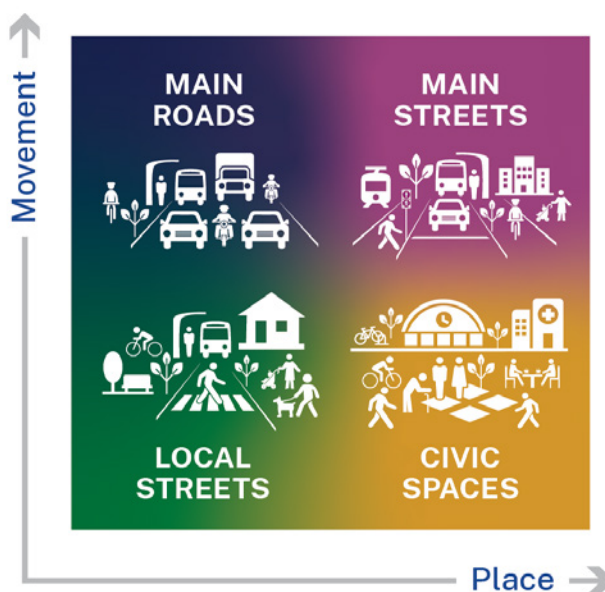 Movement
MAIN
ROADS
MAIN
STREETS
LOCAL
STREETS
CIVIC
SPACES
Place